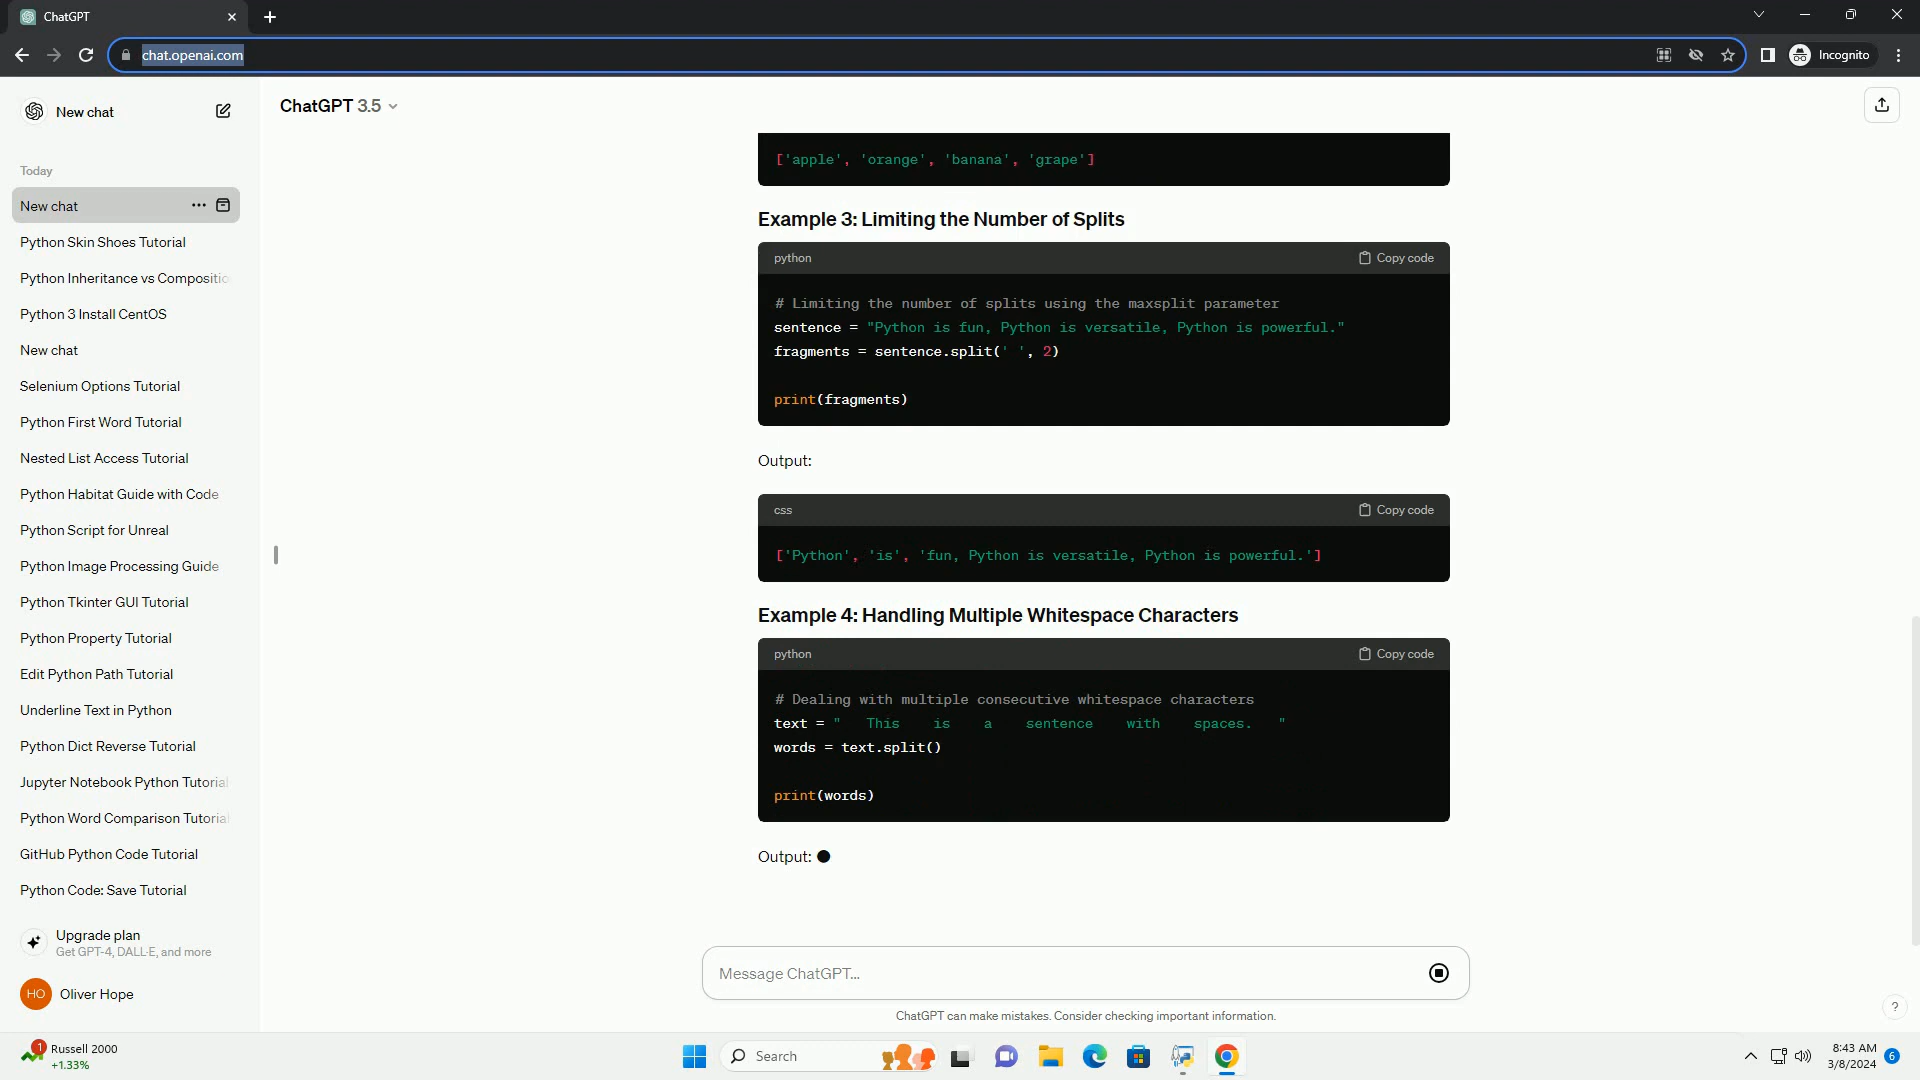 ChatGPT
chat.openai.com
Incognito
New chat
Today
New chat
Python Skin Shoes Tutorial
Python Inheritance vs Compositio
Python 3 Install CentOS
New chat
Selenium Options Tutorial
Python First Word Tutorial
Nested List Access Tutorial
Python Habitat Guide with Code
Python Script for Unreal
Python Image Processing Guide
Python Tkinter GUI Tutorial
Python Property Tutorial
Edit Python Path Tutorial
Underline Text in Python
Python Dict Reverse Tutorial
Jupyter Notebook Python Tutorial
Python Word Comparison Tutorial
GitHub Python Code Tutorial
Python Code: Save Tutorial
Upgrade plan
Get GPT-4, DALL·E, and more
HO Oliver Hope
ChatGPT 3.5
['apple', 'orange', 'banana', 'grape']
Example 3: Limiting the Number of Splits
python Copy code
# Limiting the number of splits using the maxsplit parameter
sentence = "Python is fun, Python is versatile, Python is powerful."
fragments = sentence.split(' ', 2)
print(fragments)
Output:
css Copy code
['Python', 'is', 'fun, Python is versatile, Python is powerful.']
Example 4: Handling Multiple Whitespace Characters
python Copy code
# Dealing with multiple consecutive whitespace characters
text = "   This    is    a    sentence    with    spaces.   "
words = text.split()
print(words)
Output:
Message ChatGPT...
ChatGPT can make mistakes. Consider checking important information.
?
1
Russell 2000
+1.33%
Search
8:43 AM
3/8/2024
6